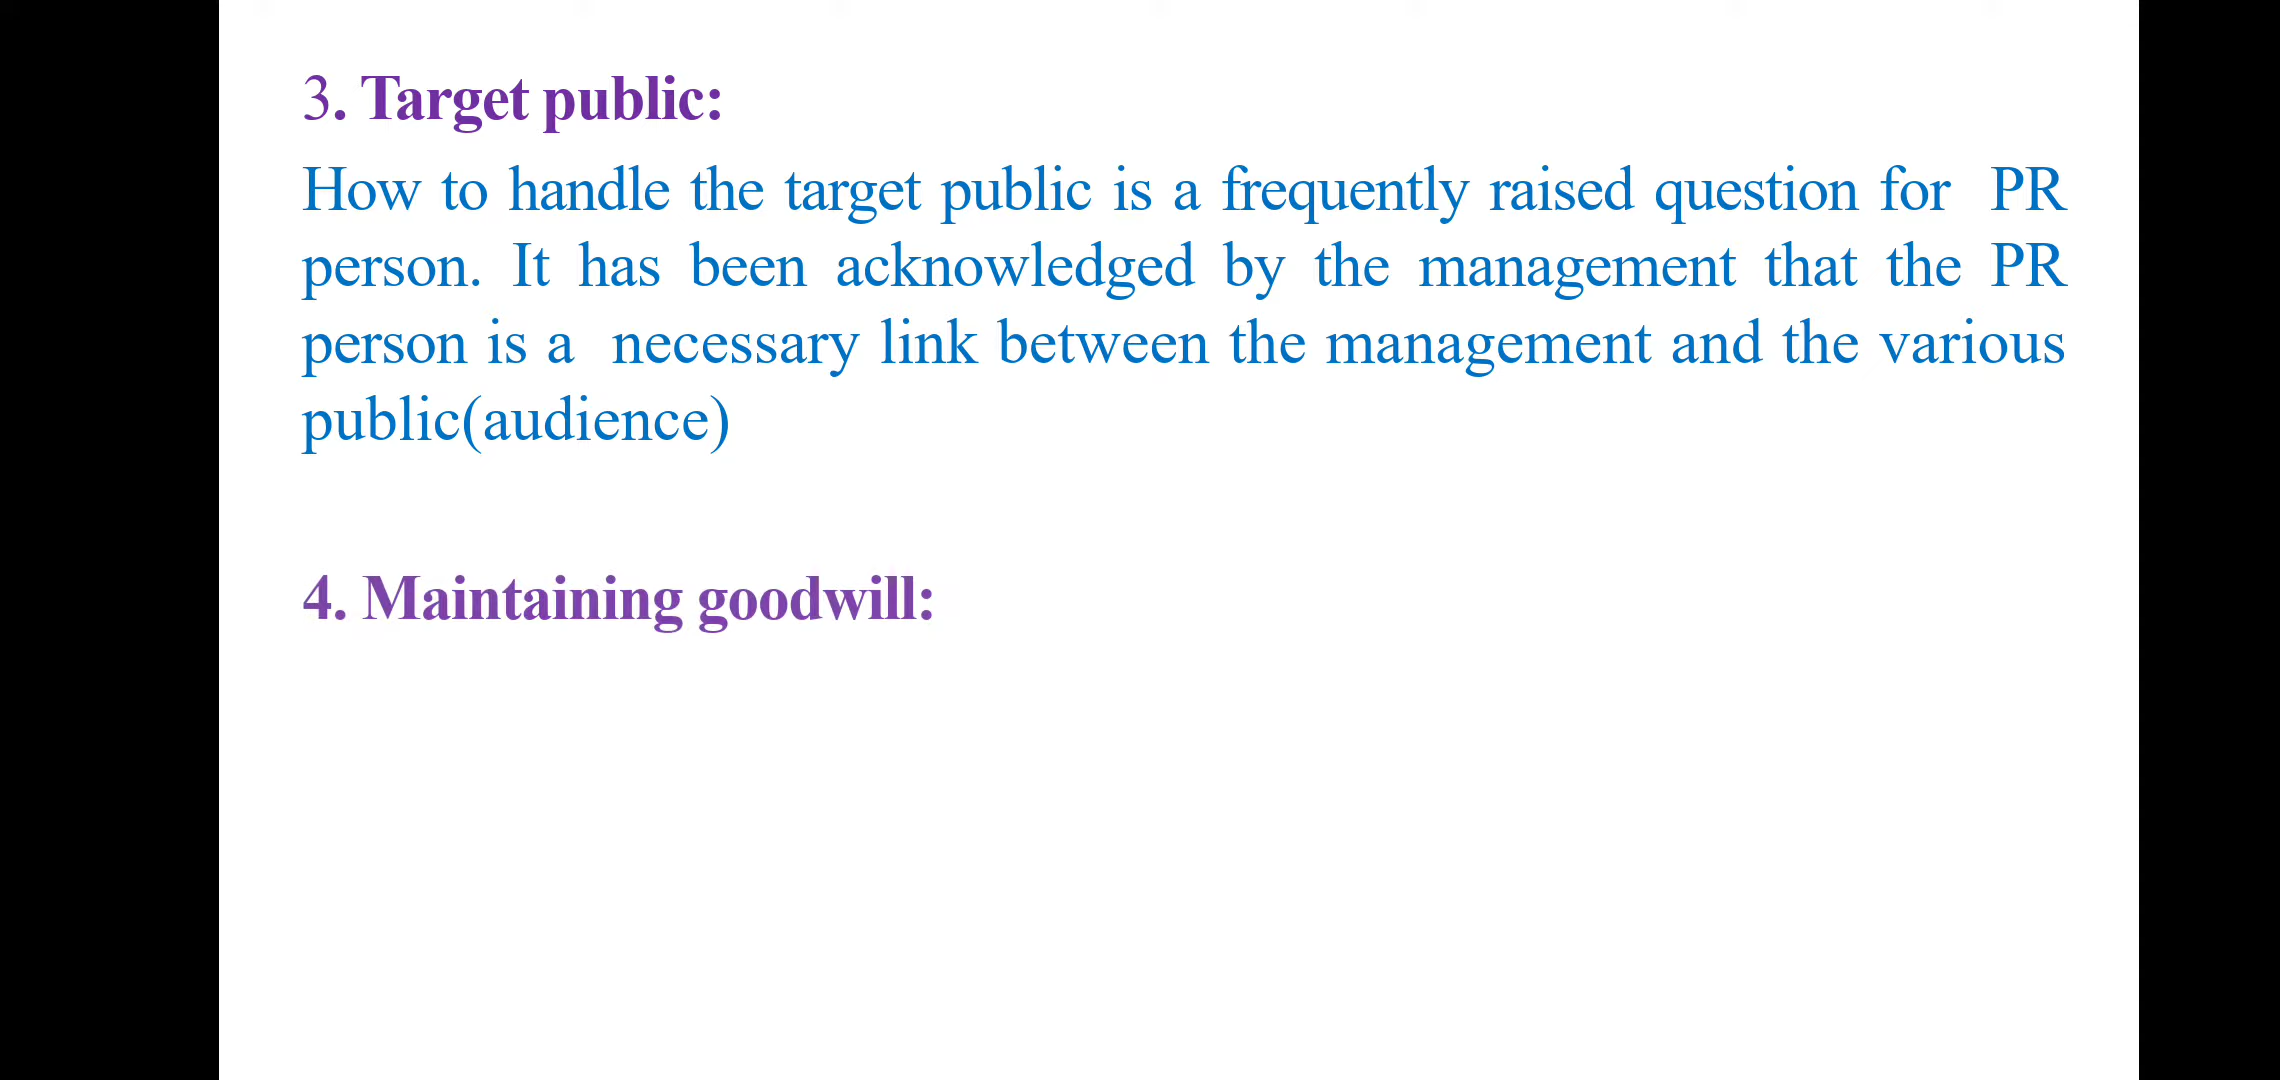 3. Target public:
How to handle the target public is a frequently raised question for PR
person. It has been acknowledged by the management that the PR
person is a necessary link between the management and the various
public(audience)
4. Maintaining goodwill: